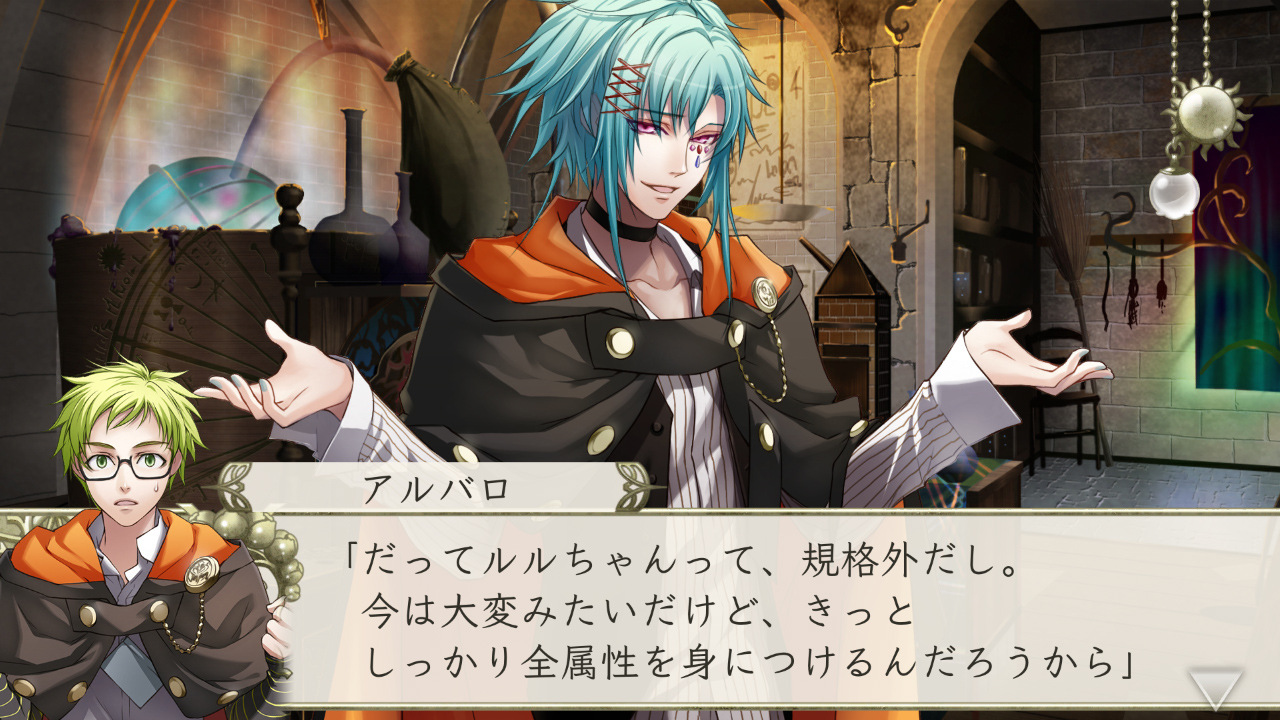 アルバロ
「だってルルちゃんって、規格外だし。
今は大変みたいだけど、きっと
しっかり全属性を身につけるんだろうから」